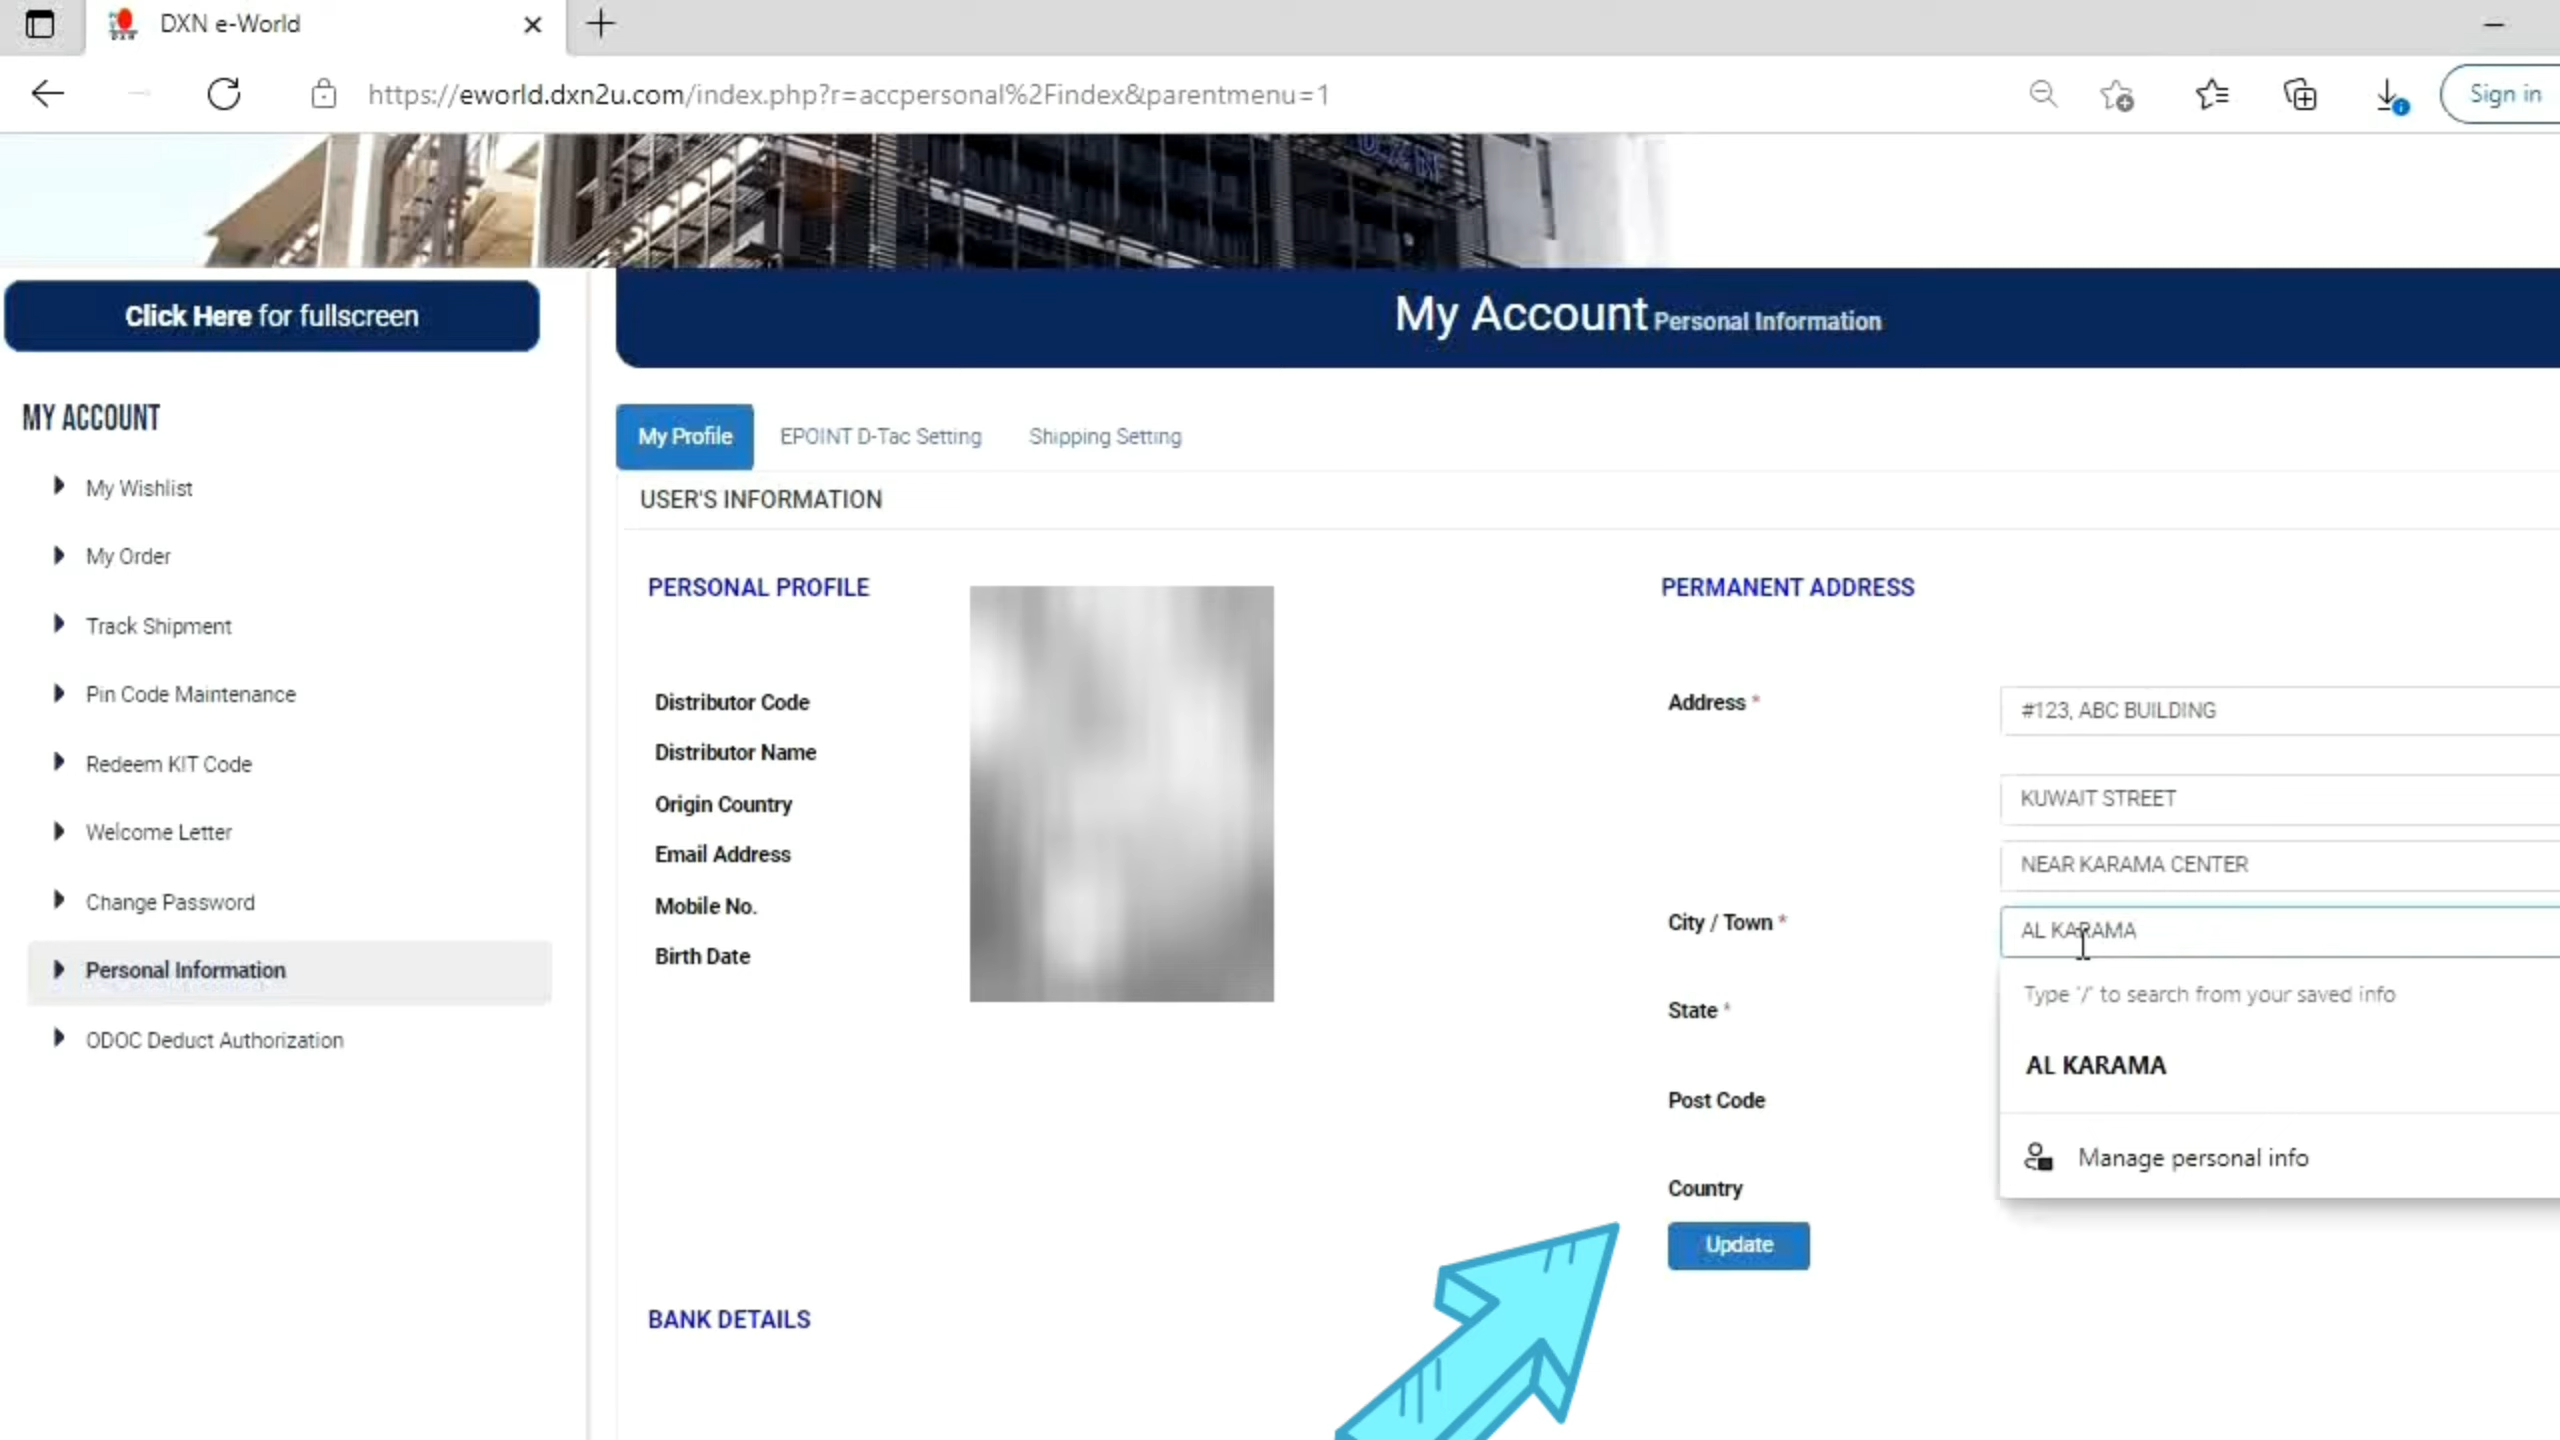 DXN e-World
https://eworld.dxn2u.com/index.php?r=accpersonal%2Findex&parentmenu=1
Sign in
Click Here for fullscreen
My Account Personal Information
MY ACCOUNT
My Wishlist
My Order
Track Shipment
Pin Code Maintenance
Redeem KIT Code
Welcome Letter
Change Password
Personal Information
ODOC Deduct Authorization
My Profile EPOINT D-Tac Setting Shipping Setting
USER'S INFORMATION
PERSONAL PROFILE
Distributor Code
Distributor Name
Origin Country
Email Address
Mobile No.
Birth Date
PERMANENT ADDRESS
Address * #123, ABC BUILDING
KUWAIT STREET
NEAR KARAMA CENTER
City / Town * AL KARAMA
Type '/' to search from your saved info
State *
AL KARAMA
Post Code
Manage personal info
Country
Update
BANK DETAILS